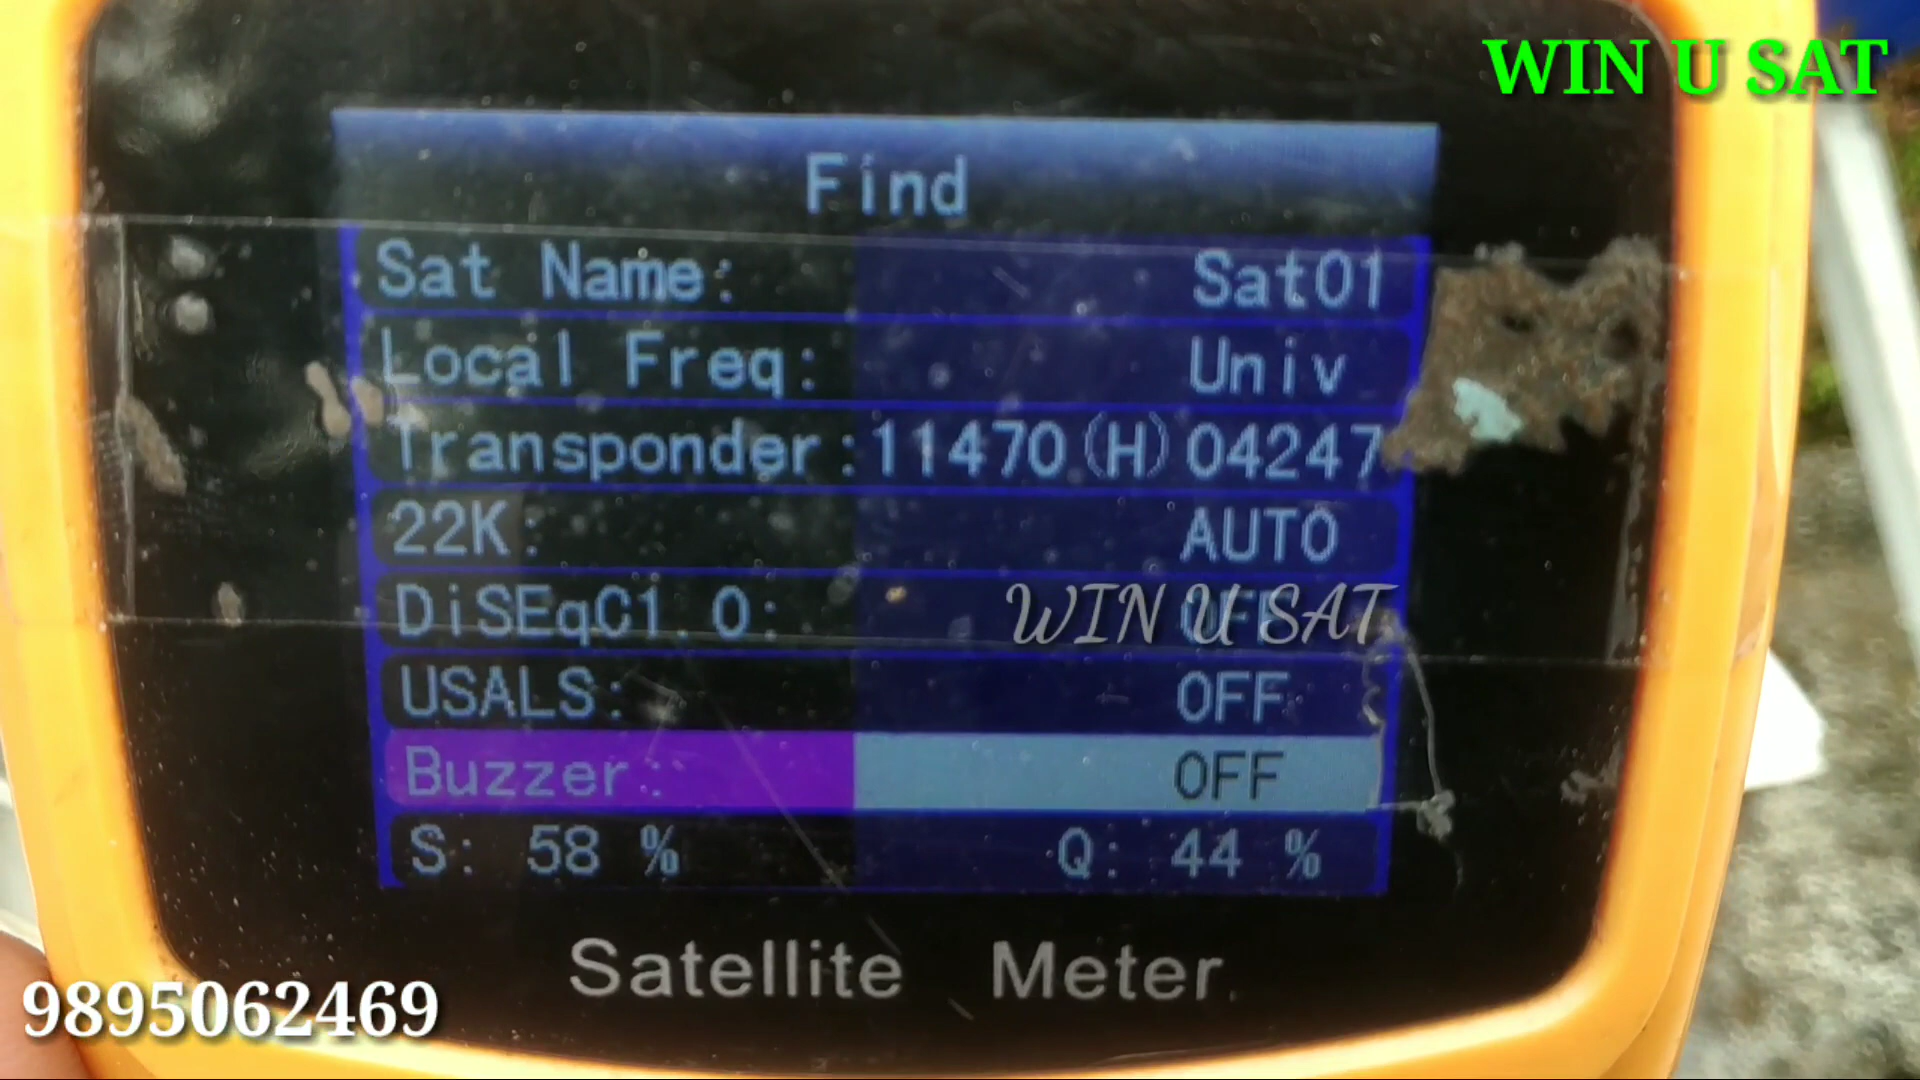 WIN U SAT
Find
Sat Name: Sat01
Local Freq: Univ
Transponder:11470(H)04247
22K: AUTO
DiSEqC1.0: OFF
WIN U SAT
USALS: OFF
Buzzer: OFF
S: 58 % Q: 44 %
Satellite Meter
9895062469